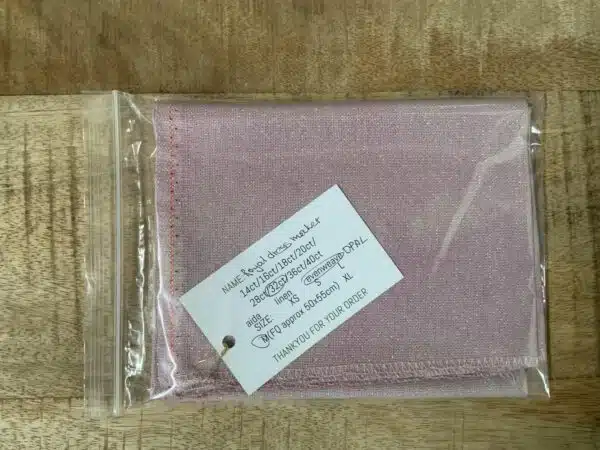 NAME: Royal dress maker
14ct/16ct/18ct/20ct/
28ct/32ct/36ct/40ct
aida linen evenweave OPAL
SIZE: XS S L
M(FQ approx 50x55cm) XL
THANKYOU FOR YOUR ORDER